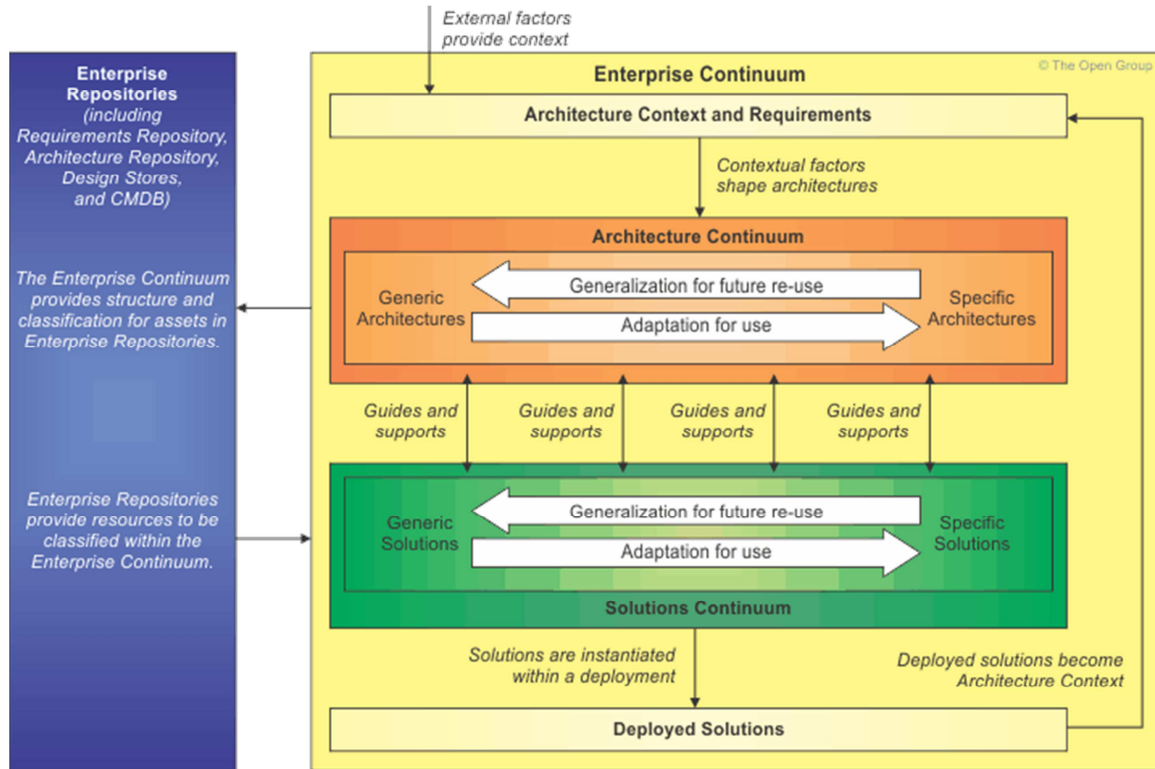 External factors
provide context
Enterprise
Repositories
(including
Requirements Repository,
Architecture Repository,
Design Stores,
and CMDB)
The Enterprise Continuum
provides structure and
classification for assets in
Enterprise Repositories.
Enterprise Repositories
provide resources to be
classified within the
Enterprise Continuum.
© The Open Group
Enterprise Continuum
Architecture Context and Requirements
Contextual factors
shape architectures
Architecture Continuum
Generic
Architectures
Generalization for future re-use
Adaptation for use
Specific
Architectures
Guides and
supports
Guides and
supports
Guides and
supports
Guides and
supports
Generic
Solutions
Generalization for future re-use
Adaptation for use
Specific
Solutions
Solutions Continuum
Solutions are instantiated
within a deployment
Deployed solutions become
Architecture Context
Deployed Solutions